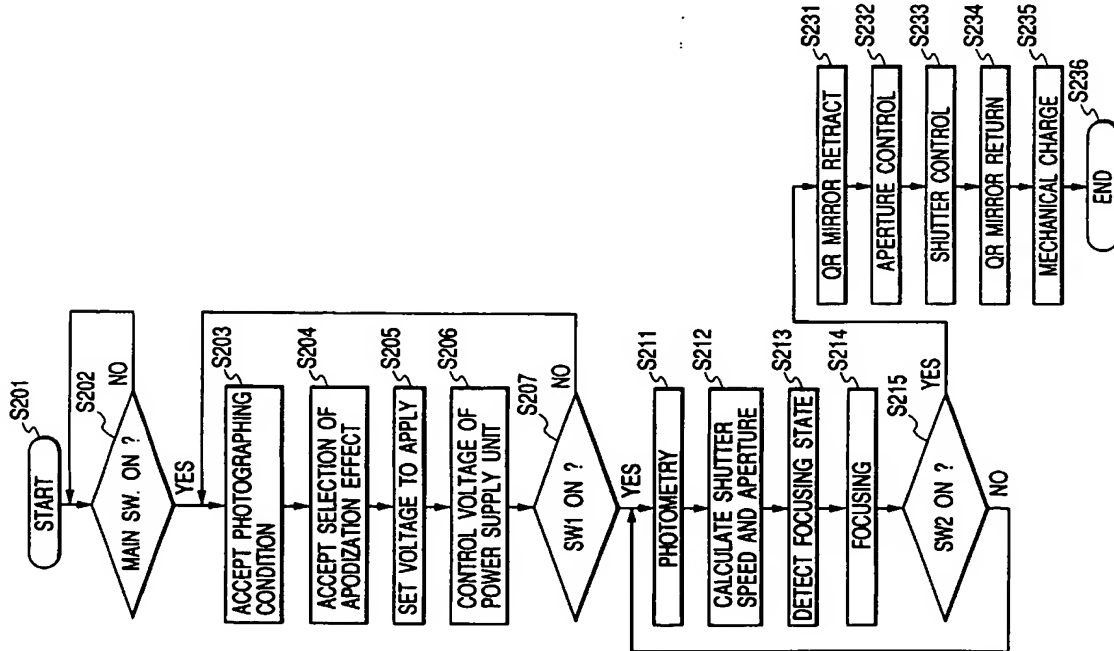 START
S201
MAIN SW. ON ?
S202
NO
YES
ACCEPT PHOTOGRAPHING
CONDITION
S203
ACCEPT SELECTION OF
APODIZATION EFFECT
S204
SET VOLTAGE TO APPLY
S205
CONTROL VOLTAGE OF
POWER SUPPLY UNIT
S206
SW1 ON ?
S207
NO
YES
PHOTOMETRY
S211
CALCULATE SHUTTER
SPEED AND APERTURE
S212
DETECT FOCUSING STATE
S213
FOCUSING
S214
SW2 ON ?
S215
YES
NO
QR MIRROR RETRACT
S231
APERTURE CONTROL
S232
SHUTTER CONTROL
S233
QR MIRROR RETURN
S234
MECHANICAL CHARGE
S235
END
S236